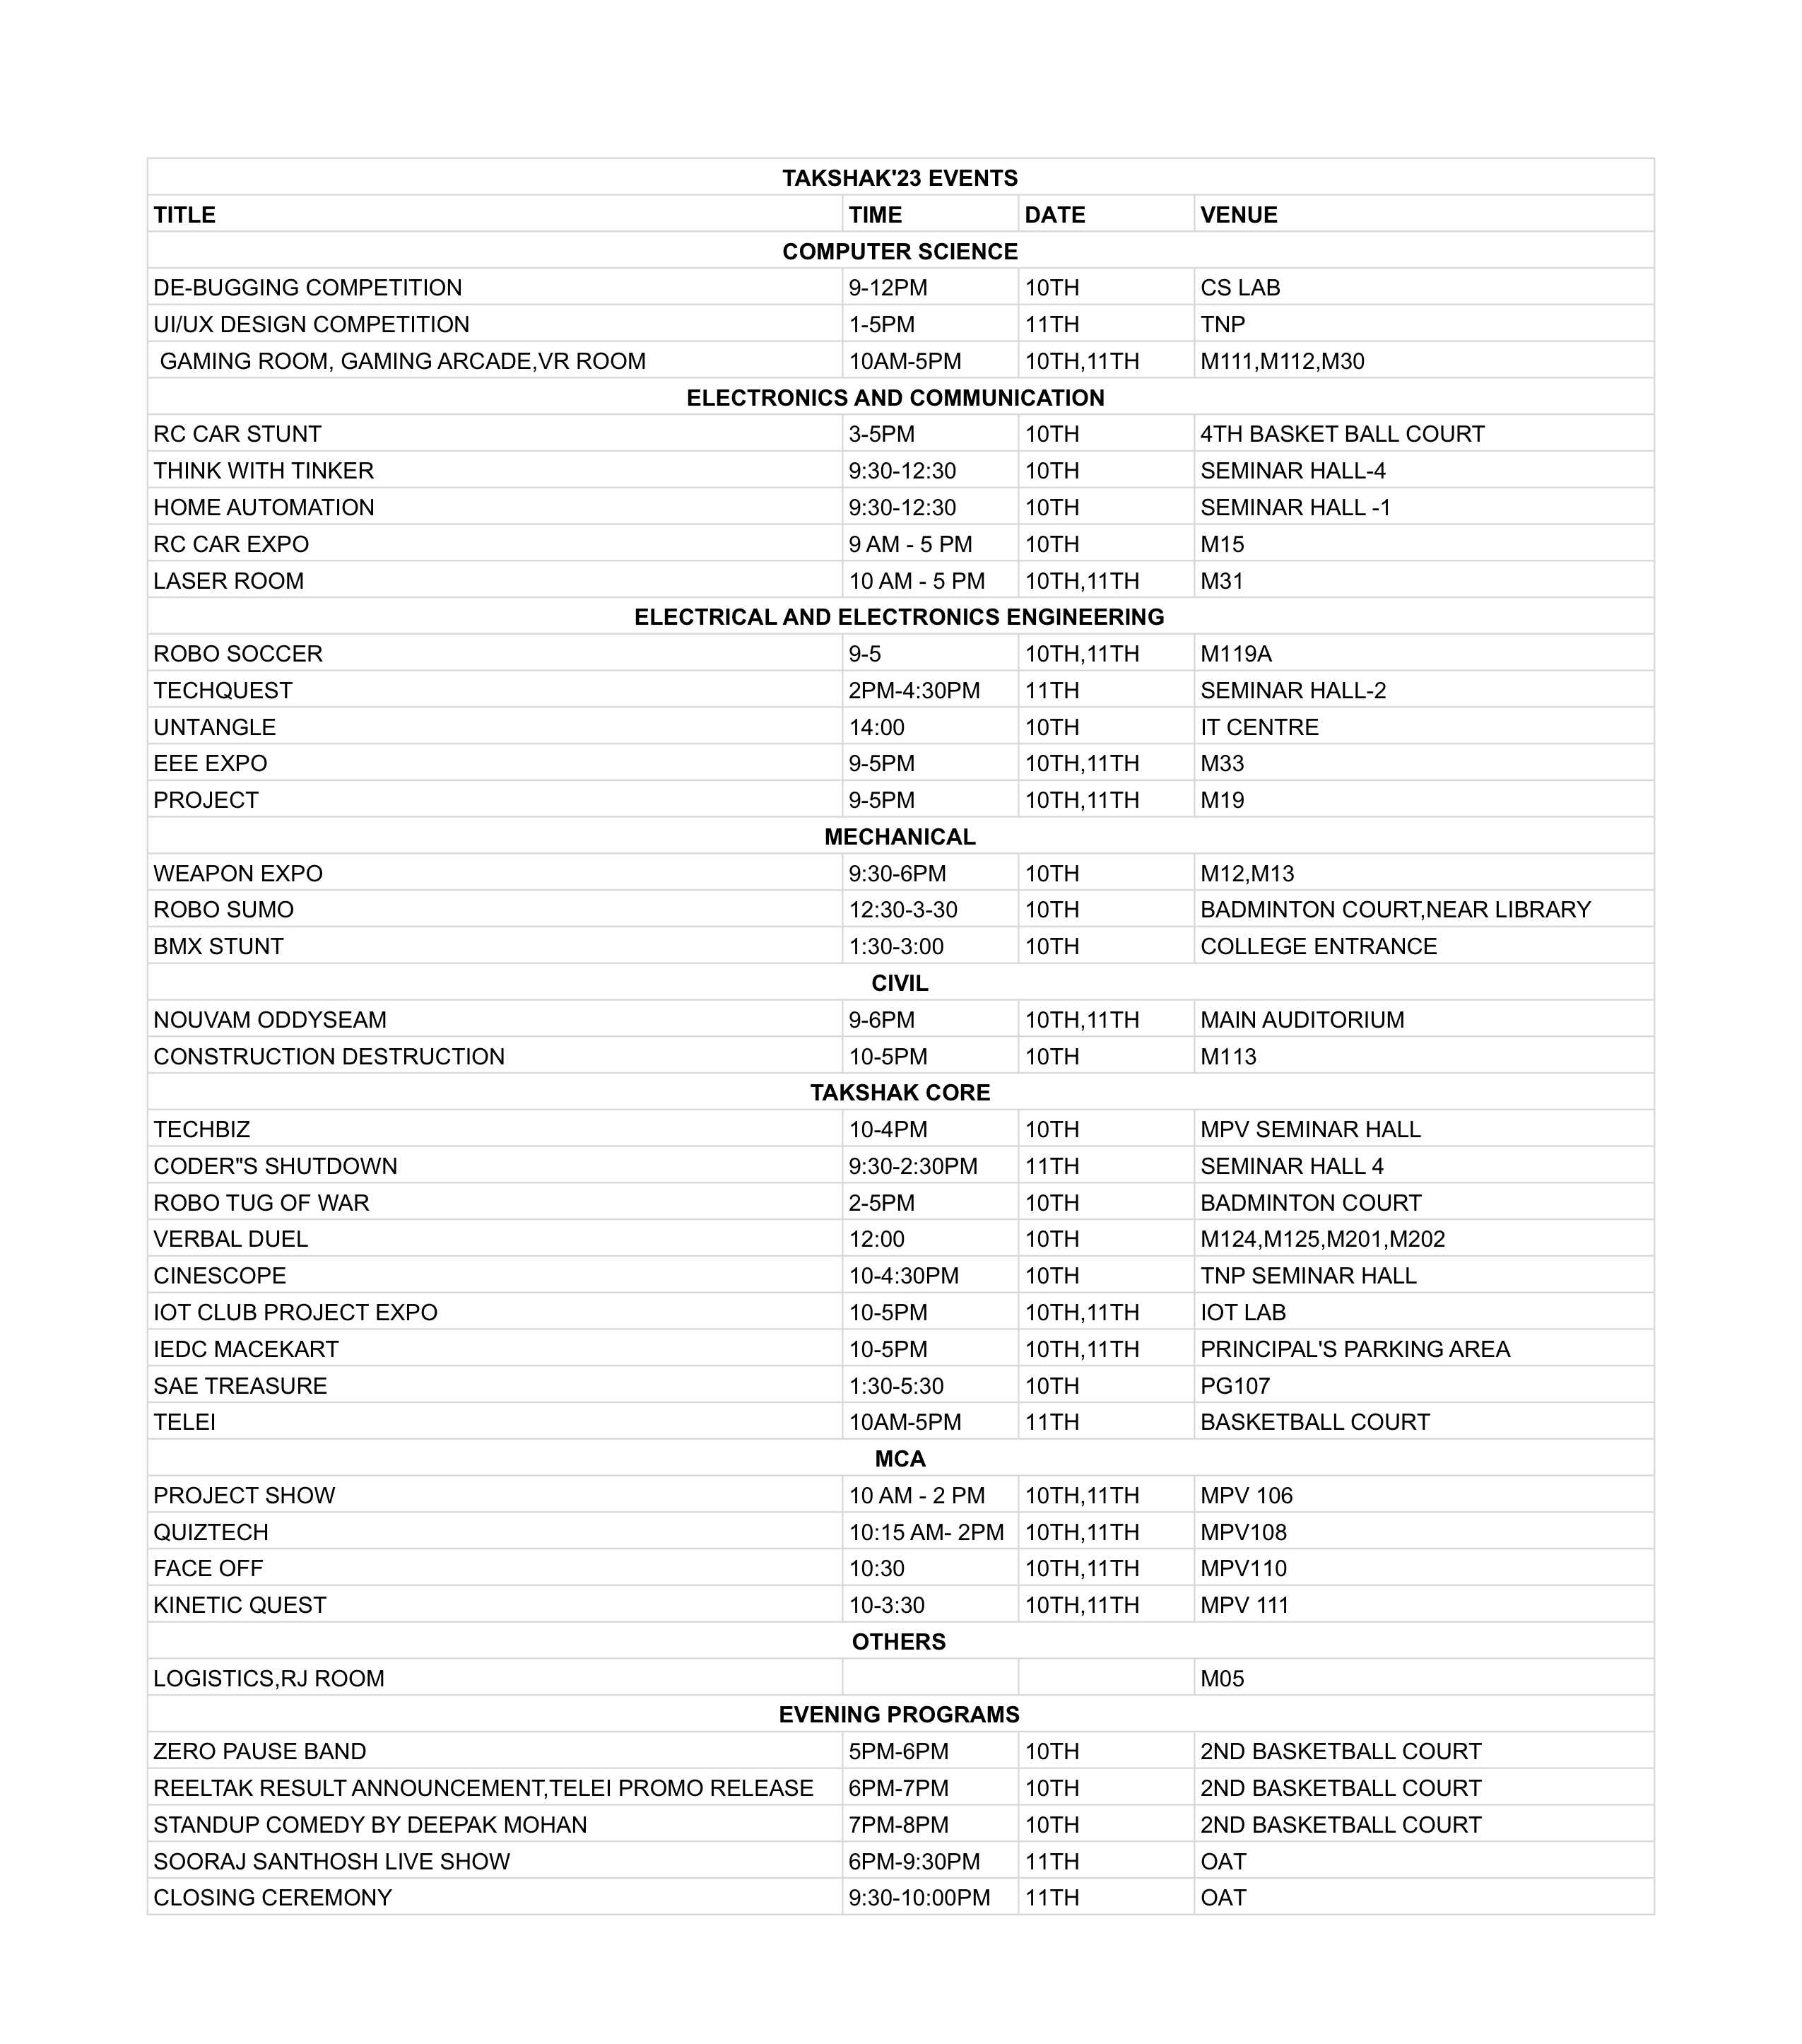 TAKSHAK'23 EVENTS
TITLE TIME DATE VENUE
COMPUTER SCIENCE
DE-BUGGING COMPETITION 9-12PM 10TH CS LAB
UI/UX DESIGN COMPETITION 1-5PM 11TH TNP
GAMING ROOM, GAMING ARCADE,VR ROOM 10AM-5PM 10TH,11TH M111,M112,M30
ELECTRONICS AND COMMUNICATION
RC CAR STUNT 3-5PM 10TH 4TH BASKET BALL COURT
THINK WITH TINKER 9:30-12:30 10TH SEMINAR HALL-4
HOME AUTOMATION 9:30-12:30 10TH SEMINAR HALL -1
RC CAR EXPO 9 AM - 5 PM 10TH M15
LASER ROOM 10 AM - 5 PM 10TH,11TH M31
ELECTRICAL AND ELECTRONICS ENGINEERING
ROBO SOCCER 9-5 10TH,11TH M119A
TECHQUEST 2PM-4:30PM 11TH SEMINAR HALL-2
UNTANGLE 14:00 10TH IT CENTRE
EEE EXPO 9-5PM 10TH,11TH M33
PROJECT 9-5PM 10TH,11TH M19
MECHANICAL
WEAPON EXPO 9:30-6PM 10TH M12,M13
ROBO SUMO 12:30-3-30 10TH BADMINTON COURT,NEAR LIBRARY
BMX STUNT 1:30-3:00 10TH COLLEGE ENTRANCE
CIVIL
NOUVAM ODDYSEAM 9-6PM 10TH,11TH MAIN AUDITORIUM
CONSTRUCTION DESTRUCTION 10-5PM 10TH M113
TAKSHAK CORE
TECHBIZ 10-4PM 10TH MPV SEMINAR HALL
CODER"S SHUTDOWN 9:30-2:30PM 11TH SEMINAR HALL 4
ROBO TUG OF WAR 2-5PM 10TH BADMINTON COURT
VERBAL DUEL 12:00 10TH M124,M125,M201,M202
CINESCOPE 10-4:30PM 10TH TNP SEMINAR HALL
IOT CLUB PROJECT EXPO 10-5PM 10TH,11TH IOT LAB
IEDC MACEKART 10-5PM 10TH,11TH PRINCIPAL'S PARKING AREA
SAE TREASURE 1:30-5:30 10TH PG107
TELEI 10AM-5PM 11TH BASKETBALL COURT
MCA
PROJECT SHOW 10 AM - 2 PM 10TH,11TH MPV 106
QUIZTECH 10:15 AM- 2PM 10TH,11TH MPV108
FACE OFF 10:30 10TH,11TH MPV110
KINETIC QUEST 10-3:30 10TH,11TH MPV 111
OTHERS
LOGISTICS,RJ ROOM M05
EVENING PROGRAMS
ZERO PAUSE BAND 5PM-6PM 10TH 2ND BASKETBALL COURT
REELTAK RESULT ANNOUNCEMENT,TELEI PROMO RELEASE 6PM-7PM 10TH 2ND BASKETBALL COURT
STANDUP COMEDY BY DEEPAK MOHAN 7PM-8PM 10TH 2ND BASKETBALL COURT
SOORAJ SANTHOSH LIVE SHOW 6PM-9:30PM 11TH OAT
CLOSING CEREMONY 9:30-10:00PM 11TH OAT